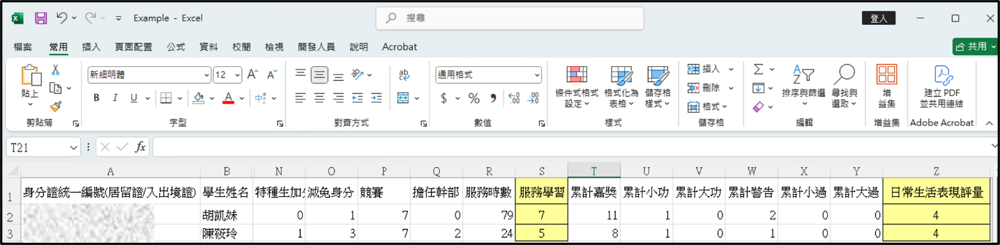 Example - Excel
搜尋
登入
檔案 常用 插入 頁面配置 公式 資料 校閱 檢視 開發人員 說明 Acrobat
共用
貼上
新細明體 12
B I U A 中
ab c
通用格式
$ % 9 .00 .00
條件式格式設定
格式化為表格
儲存格樣式
插入
刪除
格式
排序與篩選
尋找與選取
增益集
建立 PDF 並共用連結
剪貼簿 字型 對齊方式 數值 樣式 儲存格 編輯 增益集 Adobe Acrobat
T21 fx
A B N O P Q R S T U V W X Y Z
1 身分證統一編號(居留證/入出境證) 學生姓名 特種生加 減免身分 競賽 擔任幹部 服務時數 服務學習 累計嘉獎 累計小功 累計大功 累計警告 累計小過 累計大過 日常生活表現評量
2 胡凱妹 0 1 7 0 79 7 11 1 0 2 0 0 4
3 陳筱玲 1 3 7 2 24 5 8 1 0 1 0 0 4